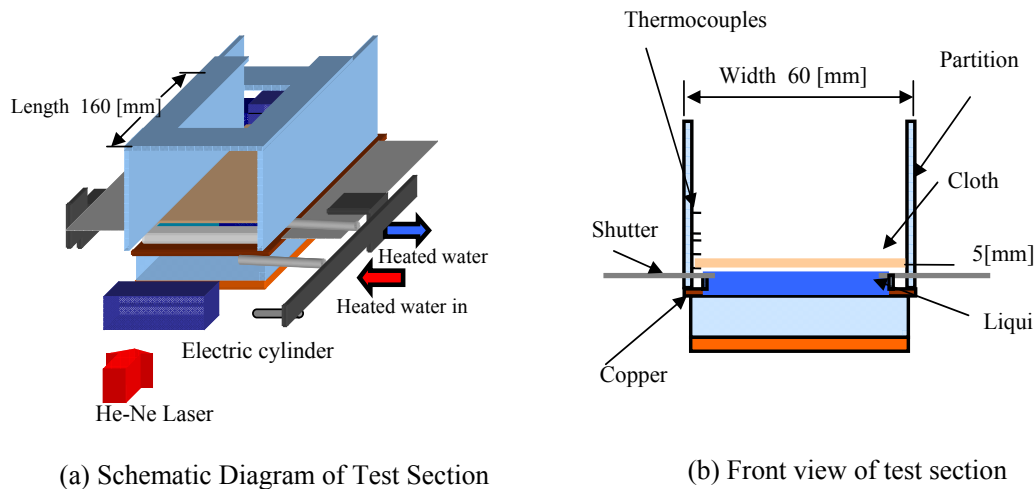 Length 160 [mm]
Heated water
Heated water in
Electric cylinder
He-Ne Laser
(a) Schematic Diagram of Test Section
Thermocouples
Width 60 [mm]
Partition
Cloth
Shutter
5[mm]
Liqui
Copper
(b) Front view of test section